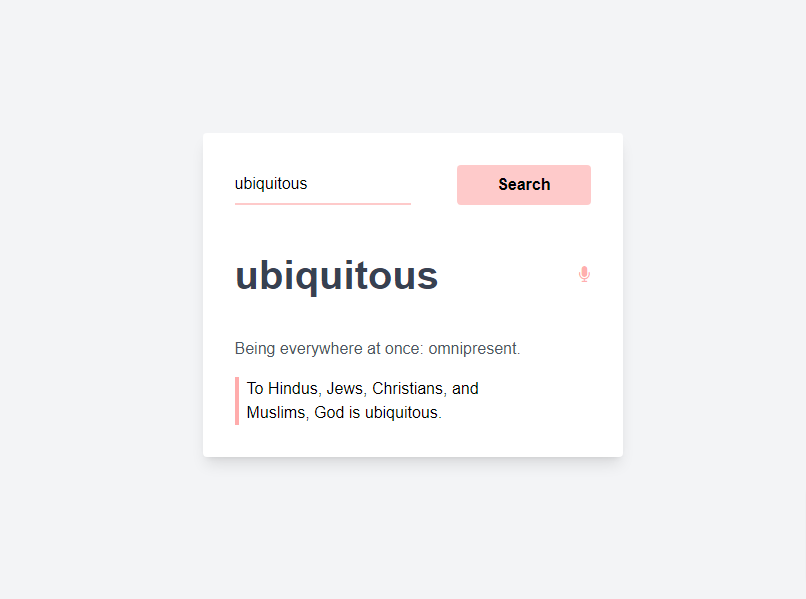 ubiquitous
Search
ubiquitous
Being everywhere at once: omnipresent.
To Hindus, Jews, Christians, and
Muslims, God is ubiquitous.